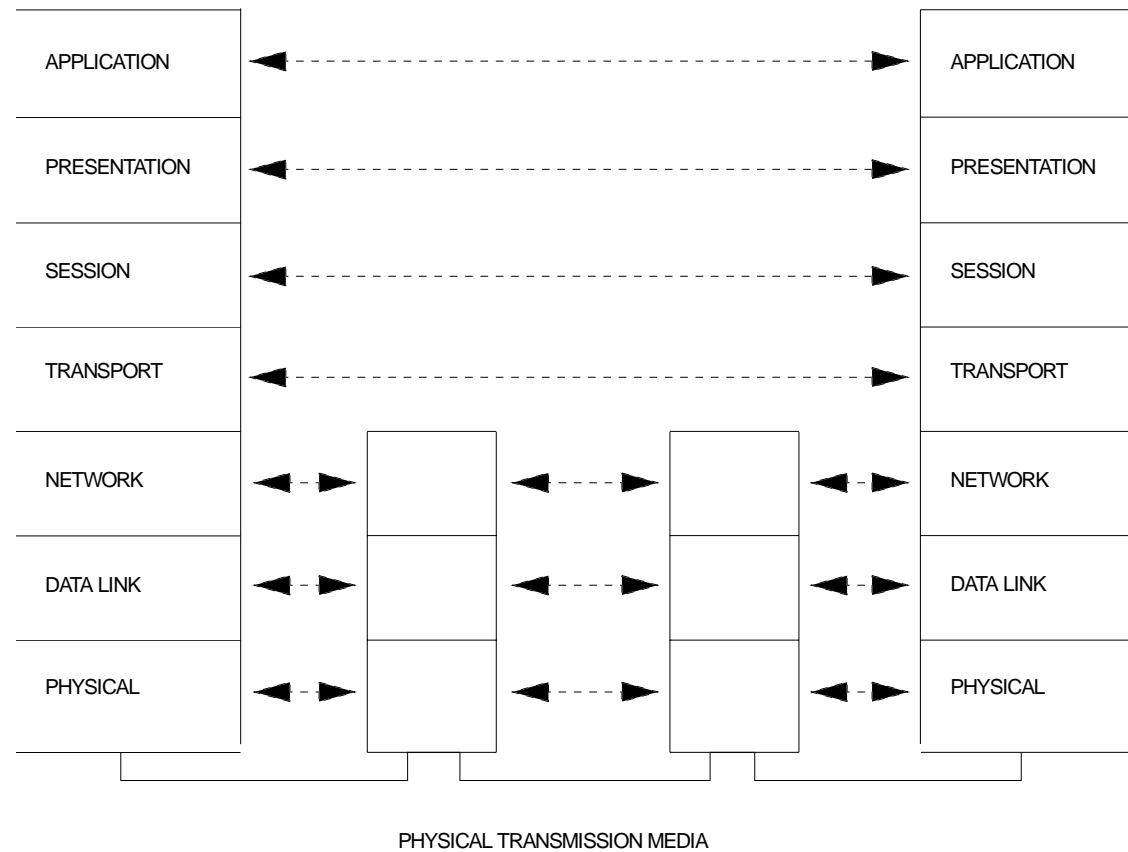 APPLICATION
APPLICATION
PRESENTATION
PRESENTATION
SESSION
SESSION
TRANSPORT
TRANSPORT
NETWORK
NETWORK
DATA LINK
DATA LINK
PHYSICAL
PHYSICAL
PHYSICAL TRANSMISSION MEDIA